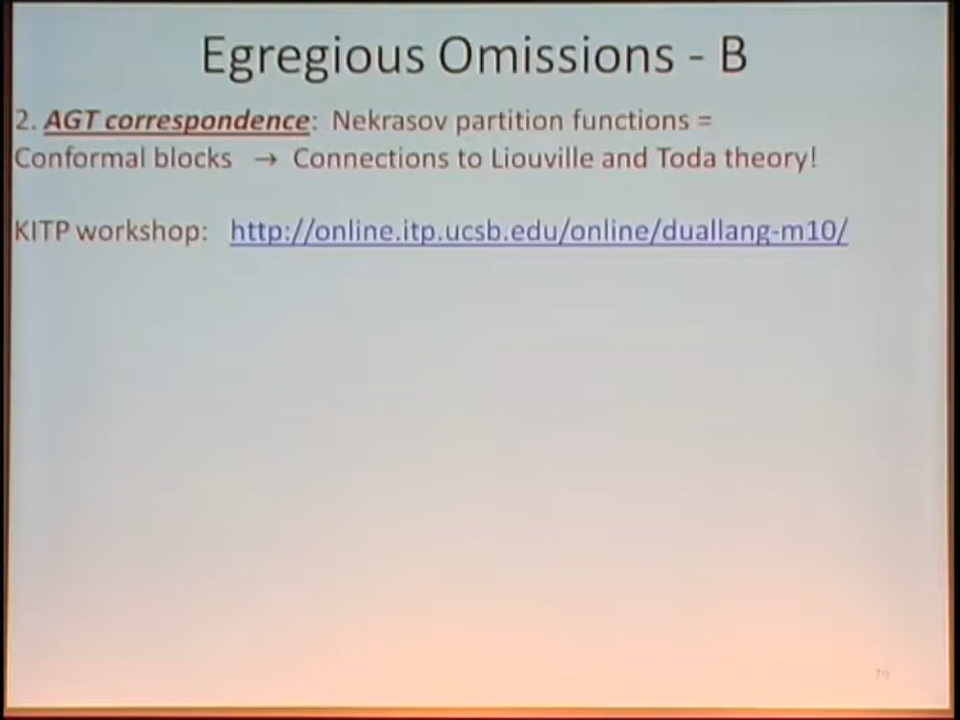 Egregious Omissions - B
2. AGT correspondence: Nekrasov partition functions =
Conformal blocks → Connections to Liouville and Toda theory!
KITP workshop: http://online.itp.ucsb.edu/online/duallang-m10/